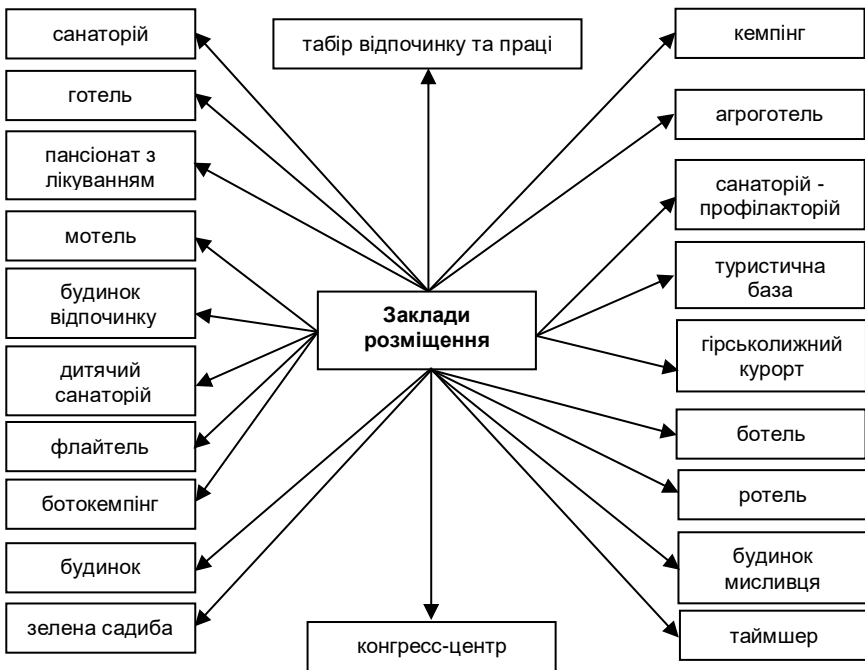 санаторій
табір відпочинку та праці
кемпінг
готель
агроготель
пансіонат з
лікуванням
санаторій -
профілакторій
мотель
туристична
база
будинок
відпочинку
Заклади
розміщення
гірськолижний
курорт
дитячий
санаторій
флайтель
ботель
ботокемпінг
ротель
будинок
будинок
мисливця
зелена садиба
конгресс-центр
таймшер